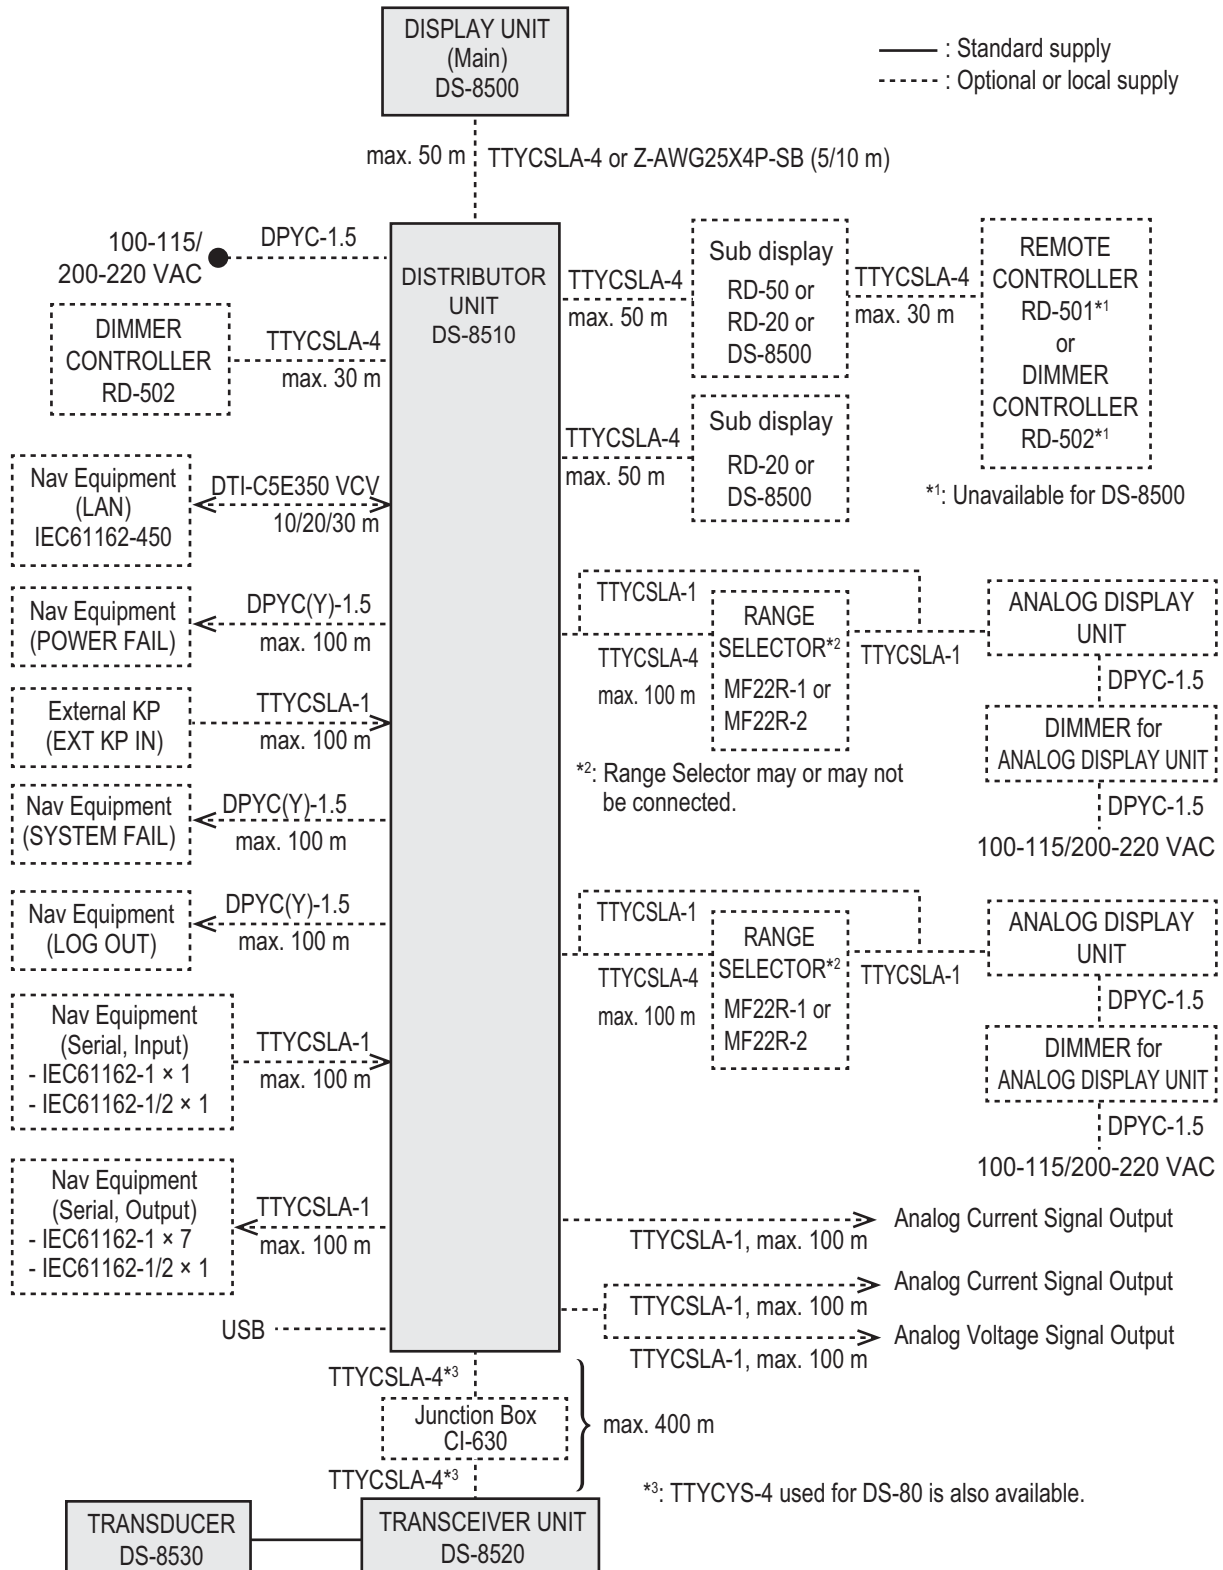 DISPLAY UNIT
(Main)
DS-8500
: Standard supply
: Optional or local supply
max. 50 m
TTYCSLA-4 or Z-AWG25X4P-SB (5/10 m)
100-115/
200-220 VAC
DPYC-1.5
DIMMER
CONTROLLER
RD-502
TTYCSLA-4
max. 30 m
DISTRIBUTOR
UNIT
DS-8510
TTYCSLA-4
max. 50 m
Sub display
RD-50 or
RD-20 or
DS-8500
TTYCSLA-4
max. 30 m
REMOTE
CONTROLLER
RD-501*1
or
DIMMER
CONTROLLER
RD-502*1
TTYCSLA-4
max. 50 m
Sub display
RD-20 or
DS-8500
*1: Unavailable for DS-8500
Nav Equipment
(LAN)
IEC61162-450
DTI-C5E350 VCV
10/20/30 m
Nav Equipment
(POWER FAIL)
DPYC(Y)-1.5
max. 100 m
External KP
(EXT KP IN)
TTYCSLA-1
max. 100 m
Nav Equipment
(SYSTEM FAIL)
DPYC(Y)-1.5
max. 100 m
Nav Equipment
(LOG OUT)
DPYC(Y)-1.5
max. 100 m
Nav Equipment
(Serial, Input)
- IEC61162-1 × 1
- IEC61162-1/2 × 1
TTYCSLA-1
max. 100 m
Nav Equipment
(Serial, Output)
- IEC61162-1 × 7
- IEC61162-1/2 × 1
TTYCSLA-1
max. 100 m
USB
TTYCSLA-1
TTYCSLA-4
max. 100 m
RANGE
SELECTOR*2
MF22R-1 or
MF22R-2
TTYCSLA-1
ANALOG DISPLAY
UNIT
DPYC-1.5
DIMMER for
ANALOG DISPLAY UNIT
DPYC-1.5
100-115/200-220 VAC
*2: Range Selector may or may not
be connected.
TTYCSLA-1
TTYCSLA-4
max. 100 m
RANGE
SELECTOR*2
MF22R-1 or
MF22R-2
TTYCSLA-1
ANALOG DISPLAY
UNIT
DPYC-1.5
DIMMER for
ANALOG DISPLAY UNIT
DPYC-1.5
100-115/200-220 VAC
Analog Current Signal Output
TTYCSLA-1, max. 100 m
Analog Current Signal Output
TTYCSLA-1, max. 100 m
Analog Voltage Signal Output
TTYCSLA-1, max. 100 m
TTYCSLA-4*3
Junction Box
CI-630
max. 400 m
TTYCSLA-4*3
*3: TTYCYS-4 used for DS-80 is also available.
TRANSDUCER
DS-8530
TRANSCEIVER UNIT
DS-8520